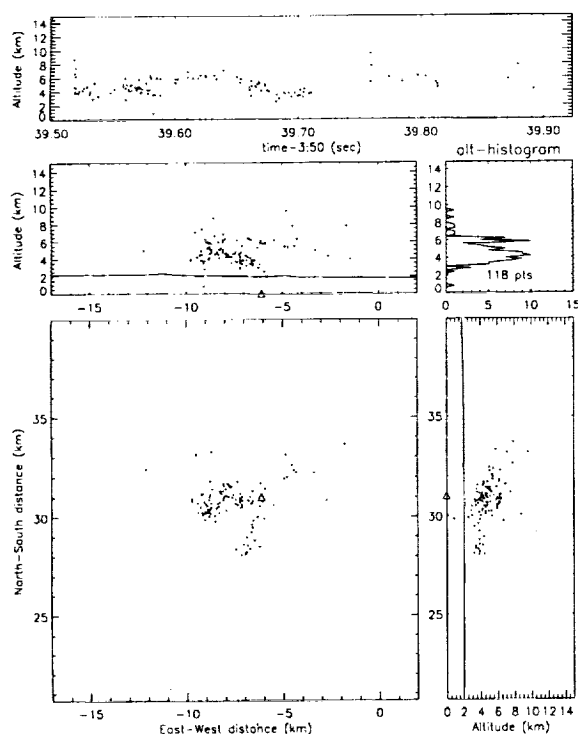 Altitude (km)
14
12
10
8
6
4
2
0
39.50 39.60 39.70 39.80 39.90
time-3:50 (sec)
alt-histogram
Altitude (km)
14
12
10
8
6
4
2
0
-15 -10 -5 0
14
12
10
8
6
4
2
0
118 pts
0 5 10 15
North-South distance (km)
35
30
25
-15 -10 -5 0
East-West distance (km)
35
30
25
0 2 4 6 8 10 12 14
Altitude (km)